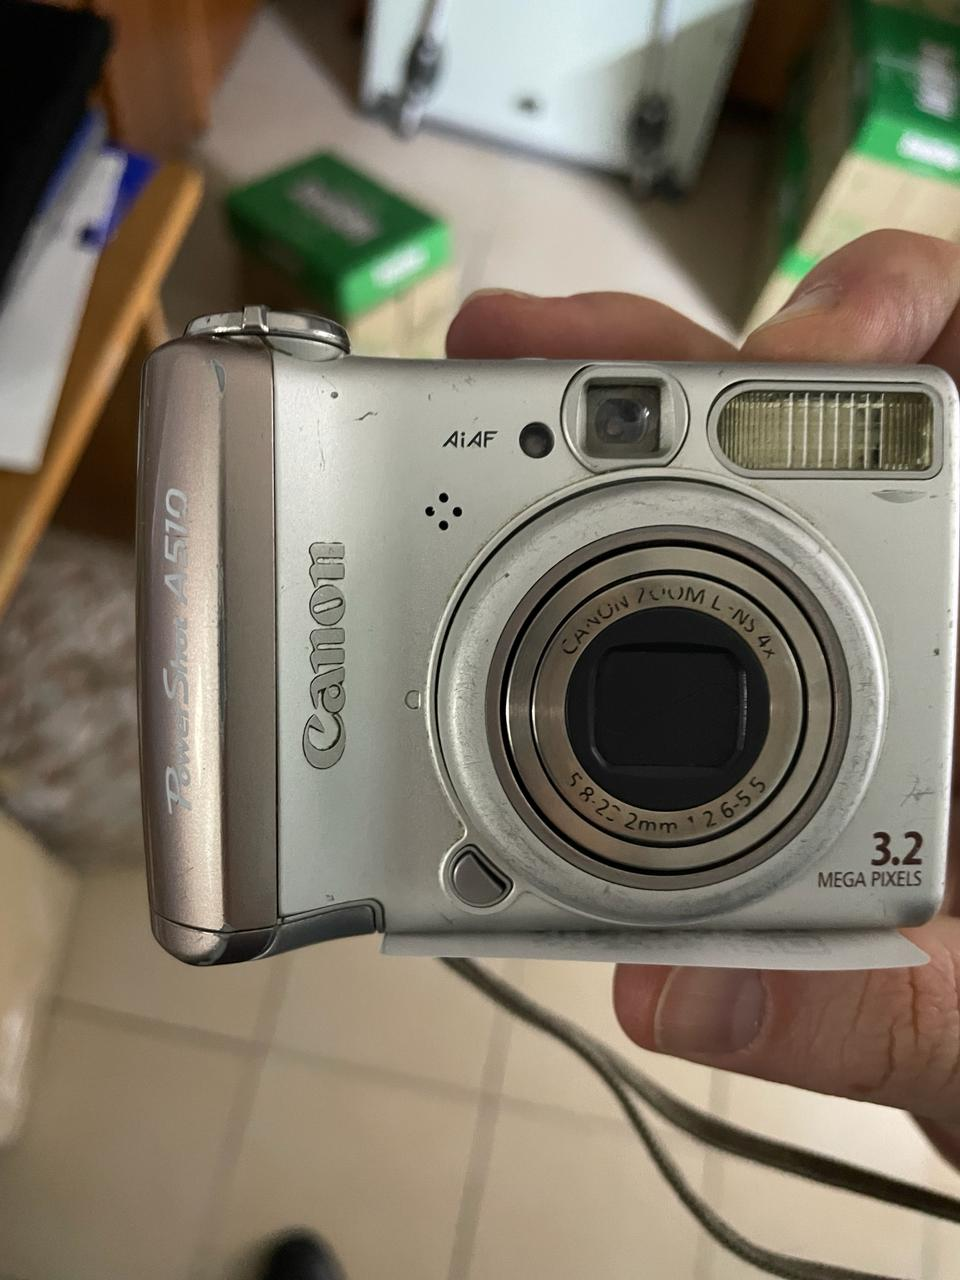 AiAF
PowerShot A510
Canon
CANON ZOOM LENS 4x
5.8-23.2mm 1:2.6-5.5
3.2
MEGA PIXELS